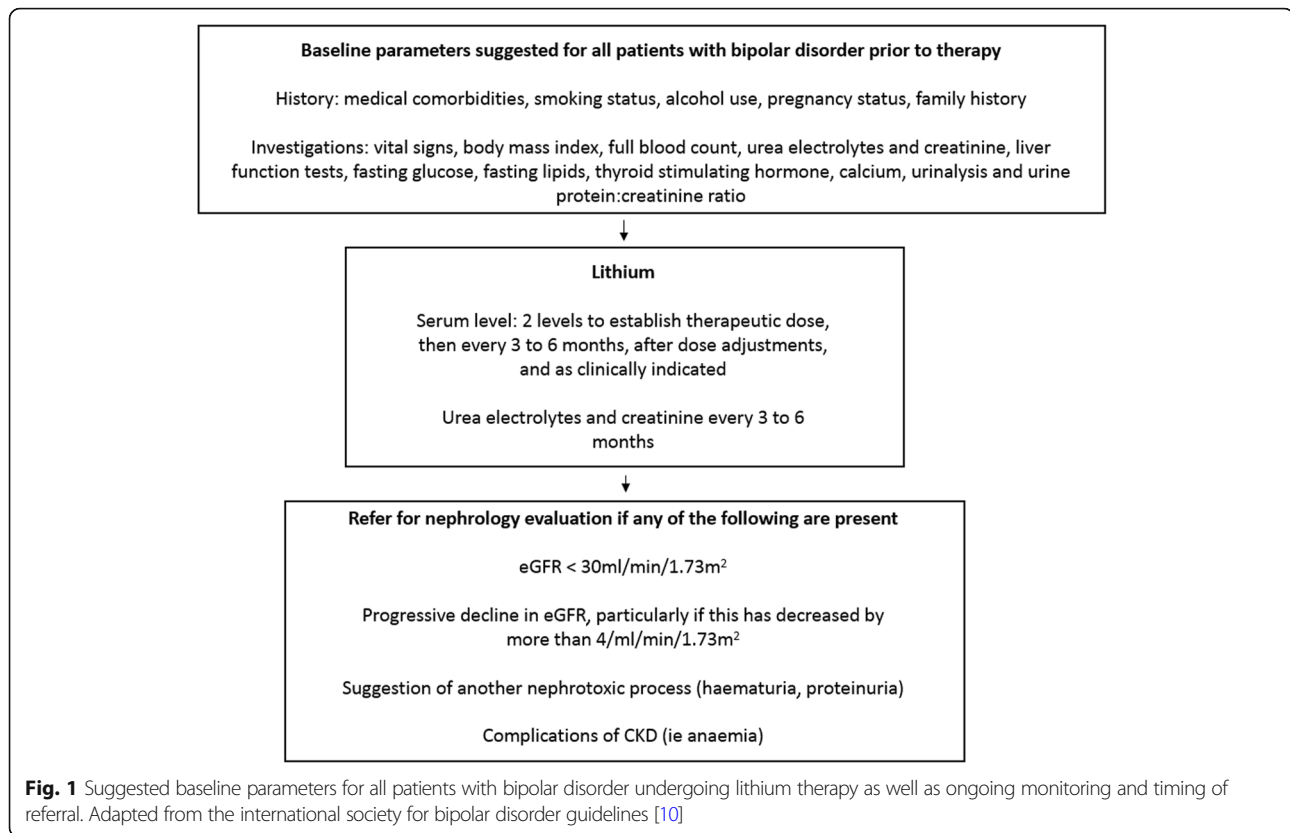 Baseline parameters suggested for all patients with bipolar disorder prior to therapy
History: medical comorbidities, smoking status, alcohol use, pregnancy status, family history
Investigations: vital signs, body mass index, full blood count, urea electrolytes and creatinine, liver
function tests, fasting glucose, fasting lipids, thyroid stimulating hormone, calcium, urinalysis and urine
protein:creatinine ratio
Lithium
Serum level: 2 levels to establish therapeutic dose,
then every 3 to 6 months, after dose adjustments,
and as clinically indicated
Urea electrolytes and creatinine every 3 to 6
months
Refer for nephrology evaluation if any of the following are present
eGFR < 30ml/min/1.73m²
Progressive decline in eGFR, particularly if this has decreased by
more than 4/ml/min/1.73m²
Suggestion of another nephrotoxic process (haematuria, proteinuria)
Complications of CKD (ie anaemia)
Fig. 1 Suggested baseline parameters for all patients with bipolar disorder undergoing lithium therapy as well as ongoing monitoring and timing of
referral. Adapted from the international society for bipolar disorder guidelines [10]